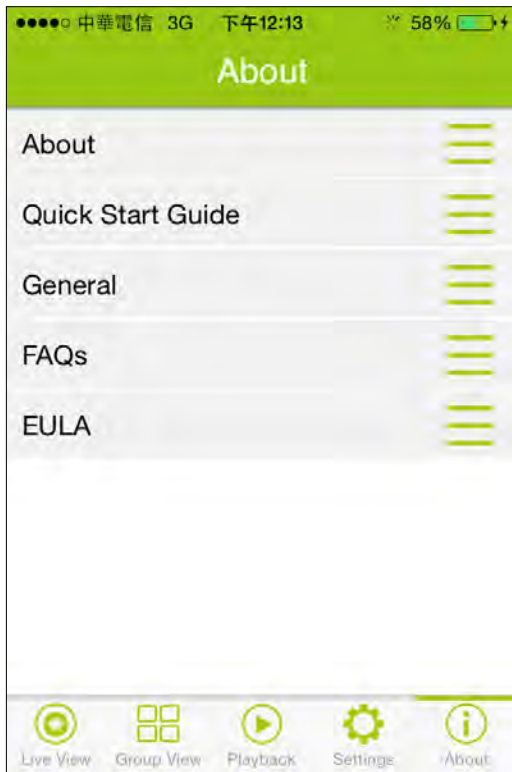 中華電信 3G 下午12:13 58%
About
About
Quick Start Guide
General
FAQs
EULA
Live View Group View Playback Settings About